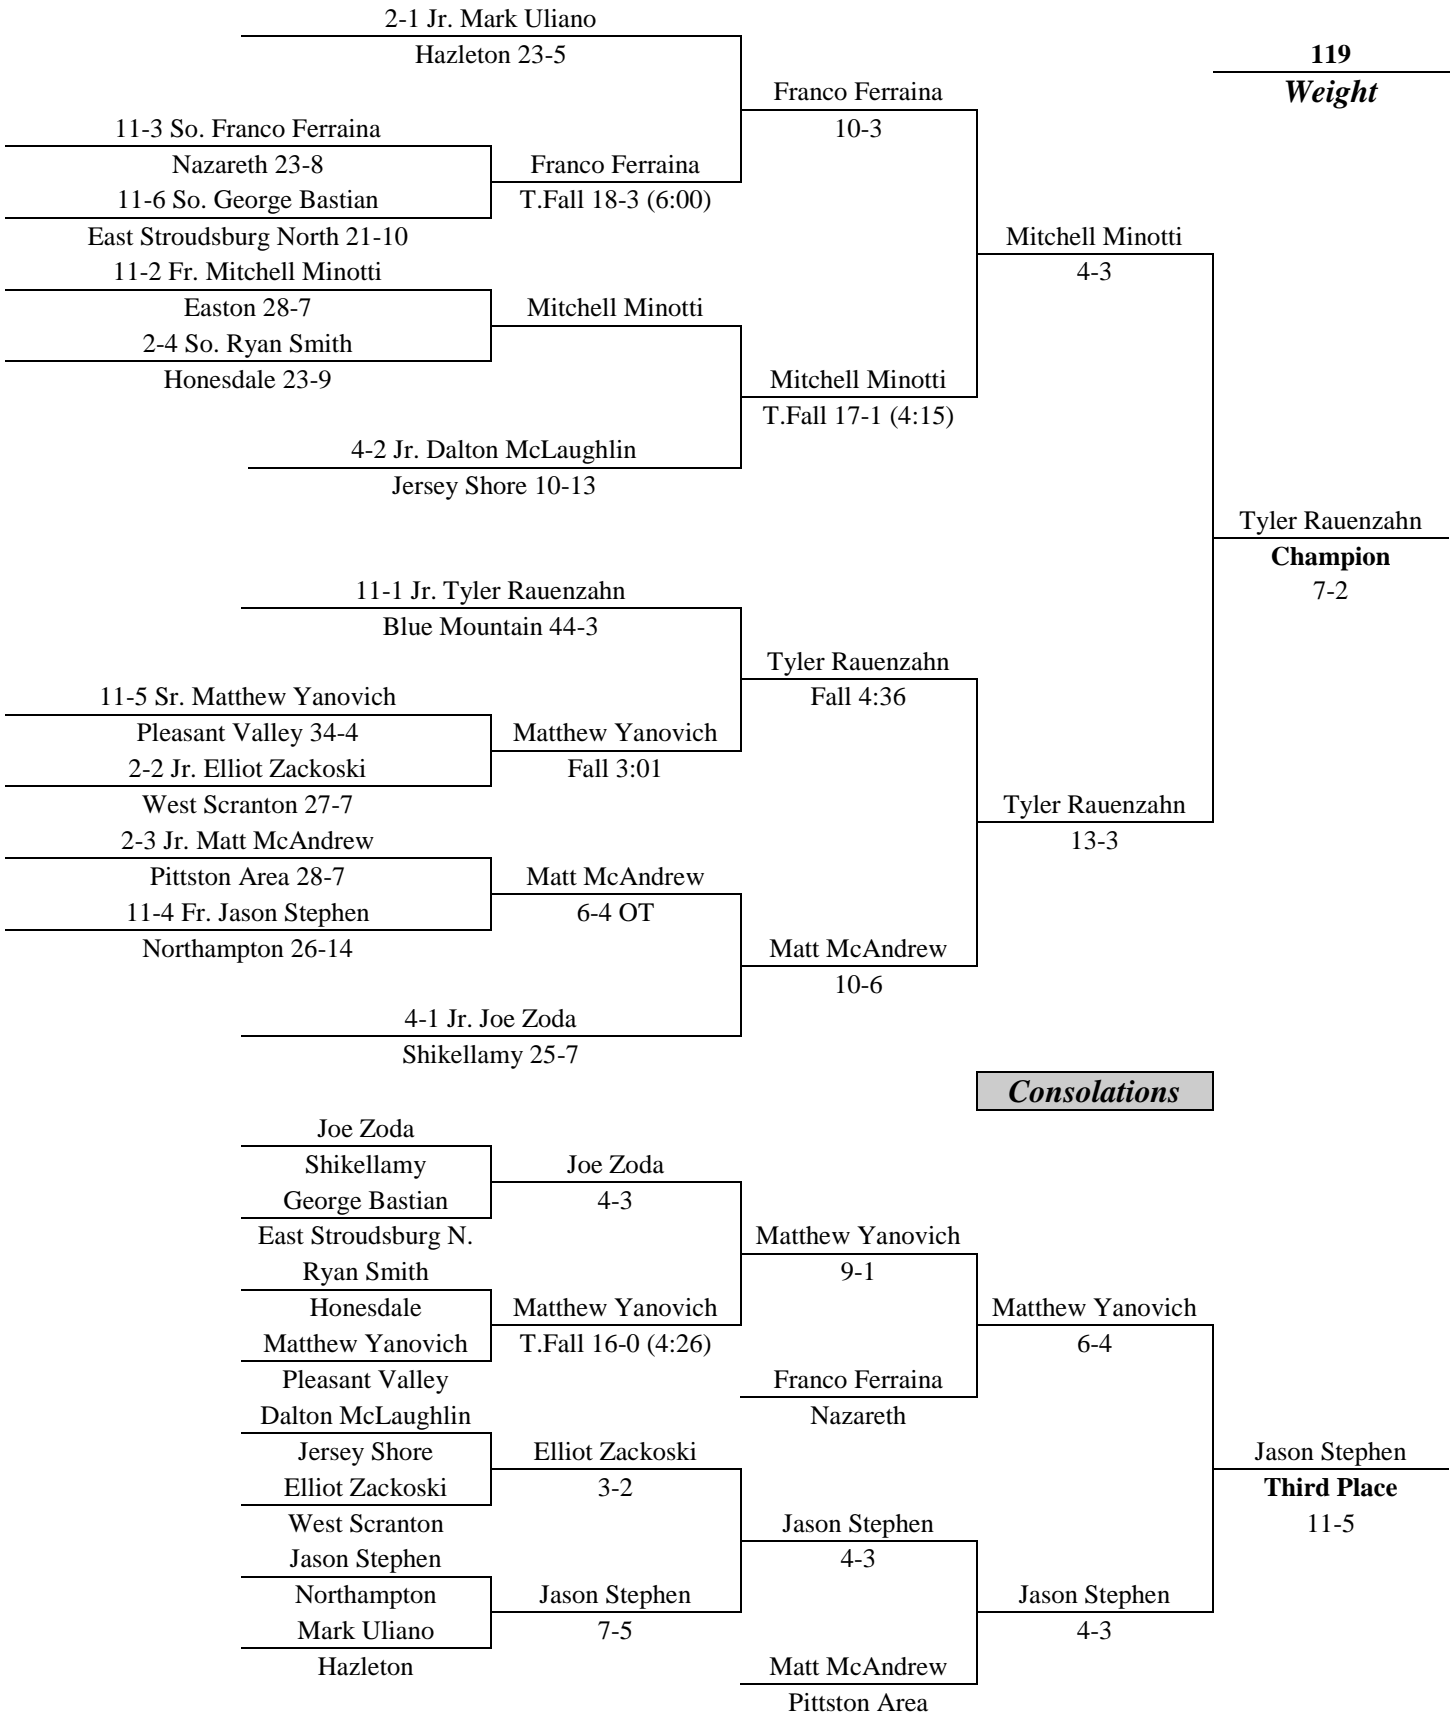 2-1 Jr. Mark Uliano
Hazleton 23-5
119
Weight
Franco Ferraina
10-3
11-3 So. Franco Ferraina
Nazareth 23-8
Franco Ferraina
11-6 So. George Bastian
T.Fall 18-3 (6:00)
East Stroudsburg North 21-10
Mitchell Minotti
11-2 Fr. Mitchell Minotti
4-3
Easton 28-7
Mitchell Minotti
2-4 So. Ryan Smith
Honesdale 23-9
Mitchell Minotti
T.Fall 17-1 (4:15)
4-2 Jr. Dalton McLaughlin
Jersey Shore 10-13
Tyler Rauenzahn
Champion
7-2
11-1 Jr. Tyler Rauenzahn
Blue Mountain 44-3
Tyler Rauenzahn
Fall 4:36
11-5 Sr. Matthew Yanovich
Pleasant Valley 34-4
Matthew Yanovich
2-2 Jr. Elliot Zackoski
Fall 3:01
West Scranton 27-7
Tyler Rauenzahn
2-3 Jr. Matt McAndrew
13-3
Pittston Area 28-7
Matt McAndrew
11-4 Fr. Jason Stephen
6-4 OT
Northampton 26-14
Matt McAndrew
10-6
4-1 Jr. Joe Zoda
Shikellamy 25-7
Consolations
Joe Zoda
Shikellamy
Joe Zoda
George Bastian
4-3
East Stroudsburg N.
Matthew Yanovich
Ryan Smith
9-1
Honesdale
Matthew Yanovich
Matthew Yanovich
Matthew Yanovich
T.Fall 16-0 (4:26)
6-4
Pleasant Valley
Franco Ferraina
Dalton McLaughlin
Nazareth
Jersey Shore
Elliot Zackoski
Jason Stephen
Elliot Zackoski
3-2
Third Place
West Scranton
Jason Stephen
11-5
Jason Stephen
4-3
Northampton
Jason Stephen
Jason Stephen
Mark Uliano
7-5
4-3
Hazleton
Matt McAndrew
Pittston Area